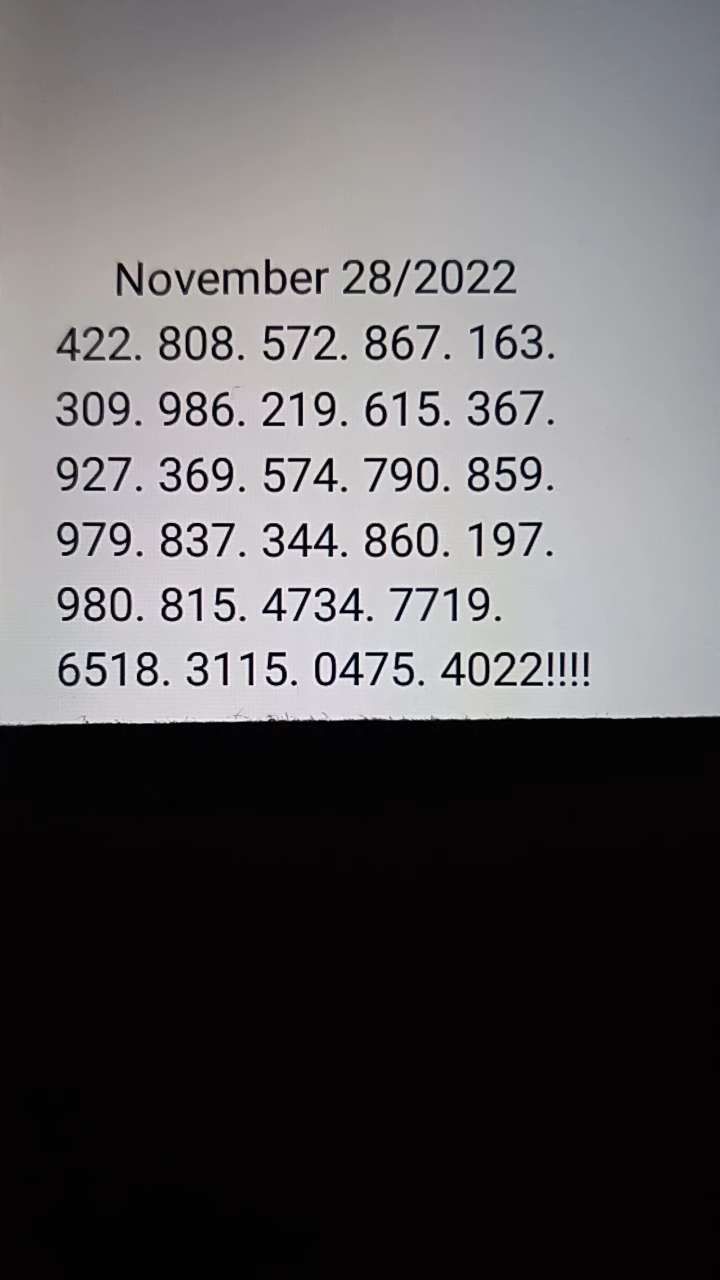 November 28/2022
422. 808. 572. 867. 163.
309. 986. 219. 615. 367.
927. 369. 574. 790. 859.
979. 837. 344. 860. 197.
980. 815. 4734. 7719.
6518. 3115. 0475. 4022!!!!